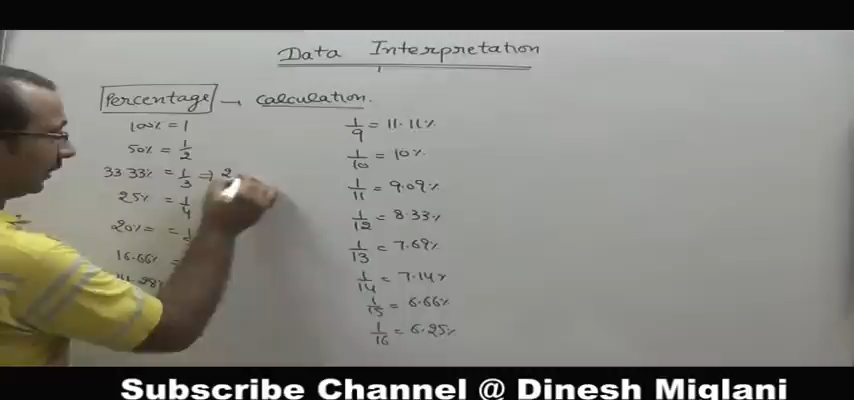 Data Interpretation
Percentage → calculation.
100% = 1
50% = 1/2
33.33% = 1/3 → 2
25% = 1/4
20% = =
16.66% =
1/9 = 11.11%
1/10 = 10%
1/11 = 9.09%
1/12 = 8.33%
1/13 = 7.69%
1/14 = 7.14%
1/15 = 6.66%
1/16 = 6.25%
Subscribe Channel @ Dinesh Miglani